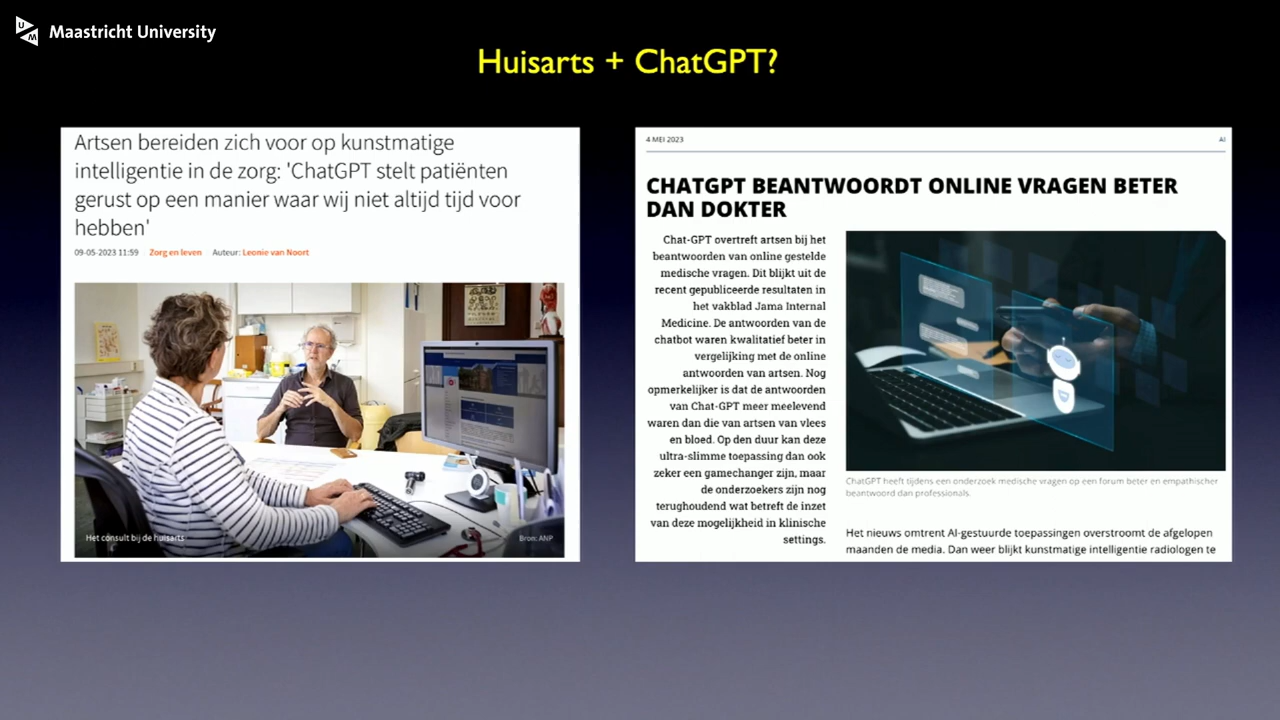 Maastricht University
Huisarts + ChatGPT?
Artsen bereiden zich voor op kunstmatige
intelligentie in de zorg: 'ChatGPT stelt patiënten
gerust op een manier waar wij niet altijd tijd voor
hebben'
09-05-2023 11:59 Zorg en leven Auteur: Leonie van Noort
Het consult bij de huisarts
Bron: ANP
4 MEI 2023
AI
CHATGPT BEANTWOORDT ONLINE VRAGEN BETER
DAN DOKTER
Chat-GPT overtreft artsen bij het
beantwoorden van online gestelde
medische vragen. Dit blijkt uit de
recent gepubliceerde resultaten in
het vakblad Jama Internal
Medicine. De antwoorden van de
chatbot waren kwalitatief beter in
vergelijking met de online
antwoorden van artsen. Nog
opmerkelijker is dat de antwoorden
van Chat-GPT meer meelevend
waren dan die van artsen van vlees
en bloed. Op den duur kan deze
ultra-slimme toepassing dan ook
zeker een gamechanger zijn, maar
de onderzoekers zijn nog
terughoudend wat betreft de inzet
van deze mogelijkheid in klinische
settings.
ChatGPT heeft tijdens een onderzoek medische vragen op een forum beter en empathischer
beantwoord dan professionals.
Het nieuws omtrent AI-gestuurde toepassingen overstroomt de afgelopen
maanden de media. Dan weer blijkt kunstmatige intelligentie radiologen te